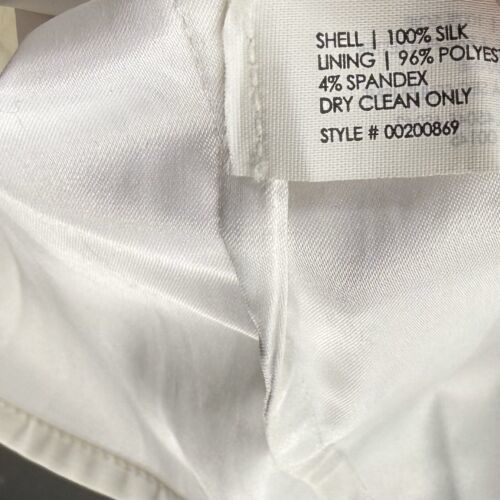 SHELL | 100% SILK
LINING | 96% POLYES
4% SPANDEX
DRY CLEAN ONLY
STYLE # 00200869